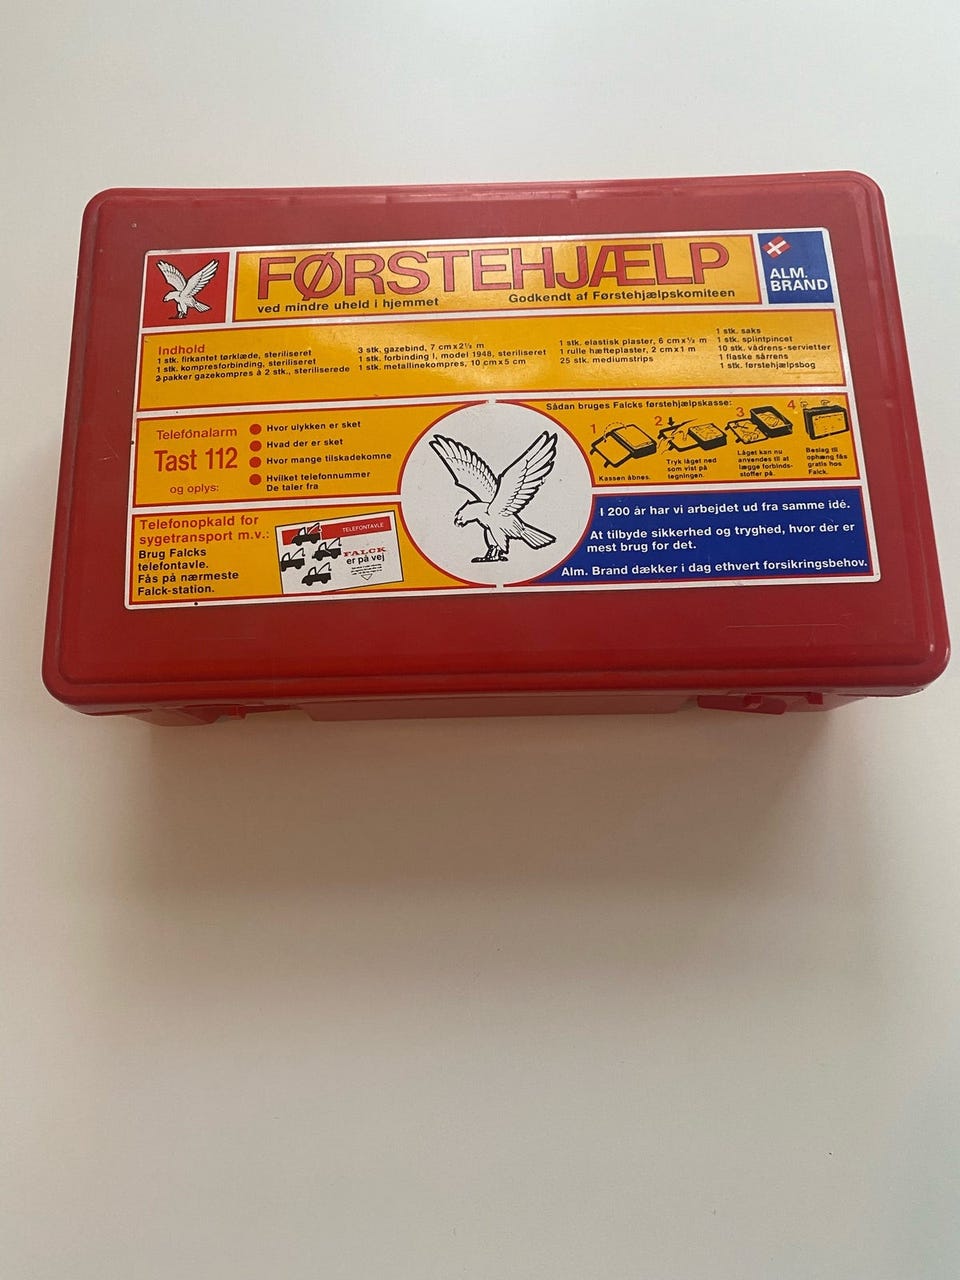 FØRSTEHJÆLP
ved mindre uheld i hjemmet
Godkendt af Førstehjælpskomiteen
ALM.
BRAND
Indhold
1 stk. firkantet tørklæde, steriliseret
1 stk. kompresforbinding, steriliseret
2 pakker gazekompres à 2 stk., steriliserede
3 stk. gazebind, 7 cm x 2½ m
1 stk. forbinding I, model 1948, steriliseret
1 stk. metallinekompres, 10 cm x 5 cm
1 stk. elastisk plaster, 6 cm x ½ m
1 rulle hætteplaster, 2 cm x 1 m
25 stk. mediumstrips
1 stk. saks
1 stk. splintpincet
10 stk. vådrens-servietter
1 flaske sårrens
1 stk. førstehjælpsbog
Telefonalarm
Tast 112
og oplys:
Hvor ulykken er sket
Hvad der er sket
Hvor mange tilskadekomne
Hvilket telefonnummer
De taler fra
Sådan bruges Falcks førstehjælpskasse:
1
Kassen åbnes.
2
Tryk låget ned
som vist på
tegningen.
3
Låget kan nu
anvendes til at
lægge forbind-
stoffer på.
4
Beslag til
ophæng fås
gratis hos
Falck.
Telefonopkald for
sygetransport m.v.:
Brug Falcks
telefontavle.
Fås på nærmeste
Falck-station.
TELEFONTAVLE
FALCK
er på vej
I 200 år har vi arbejdet ud fra samme idé.
At tilbyde sikkerhed og tryghed, hvor der er
mest brug for det.
Alm. Brand dækker i dag ethvert forsikringsbehov.